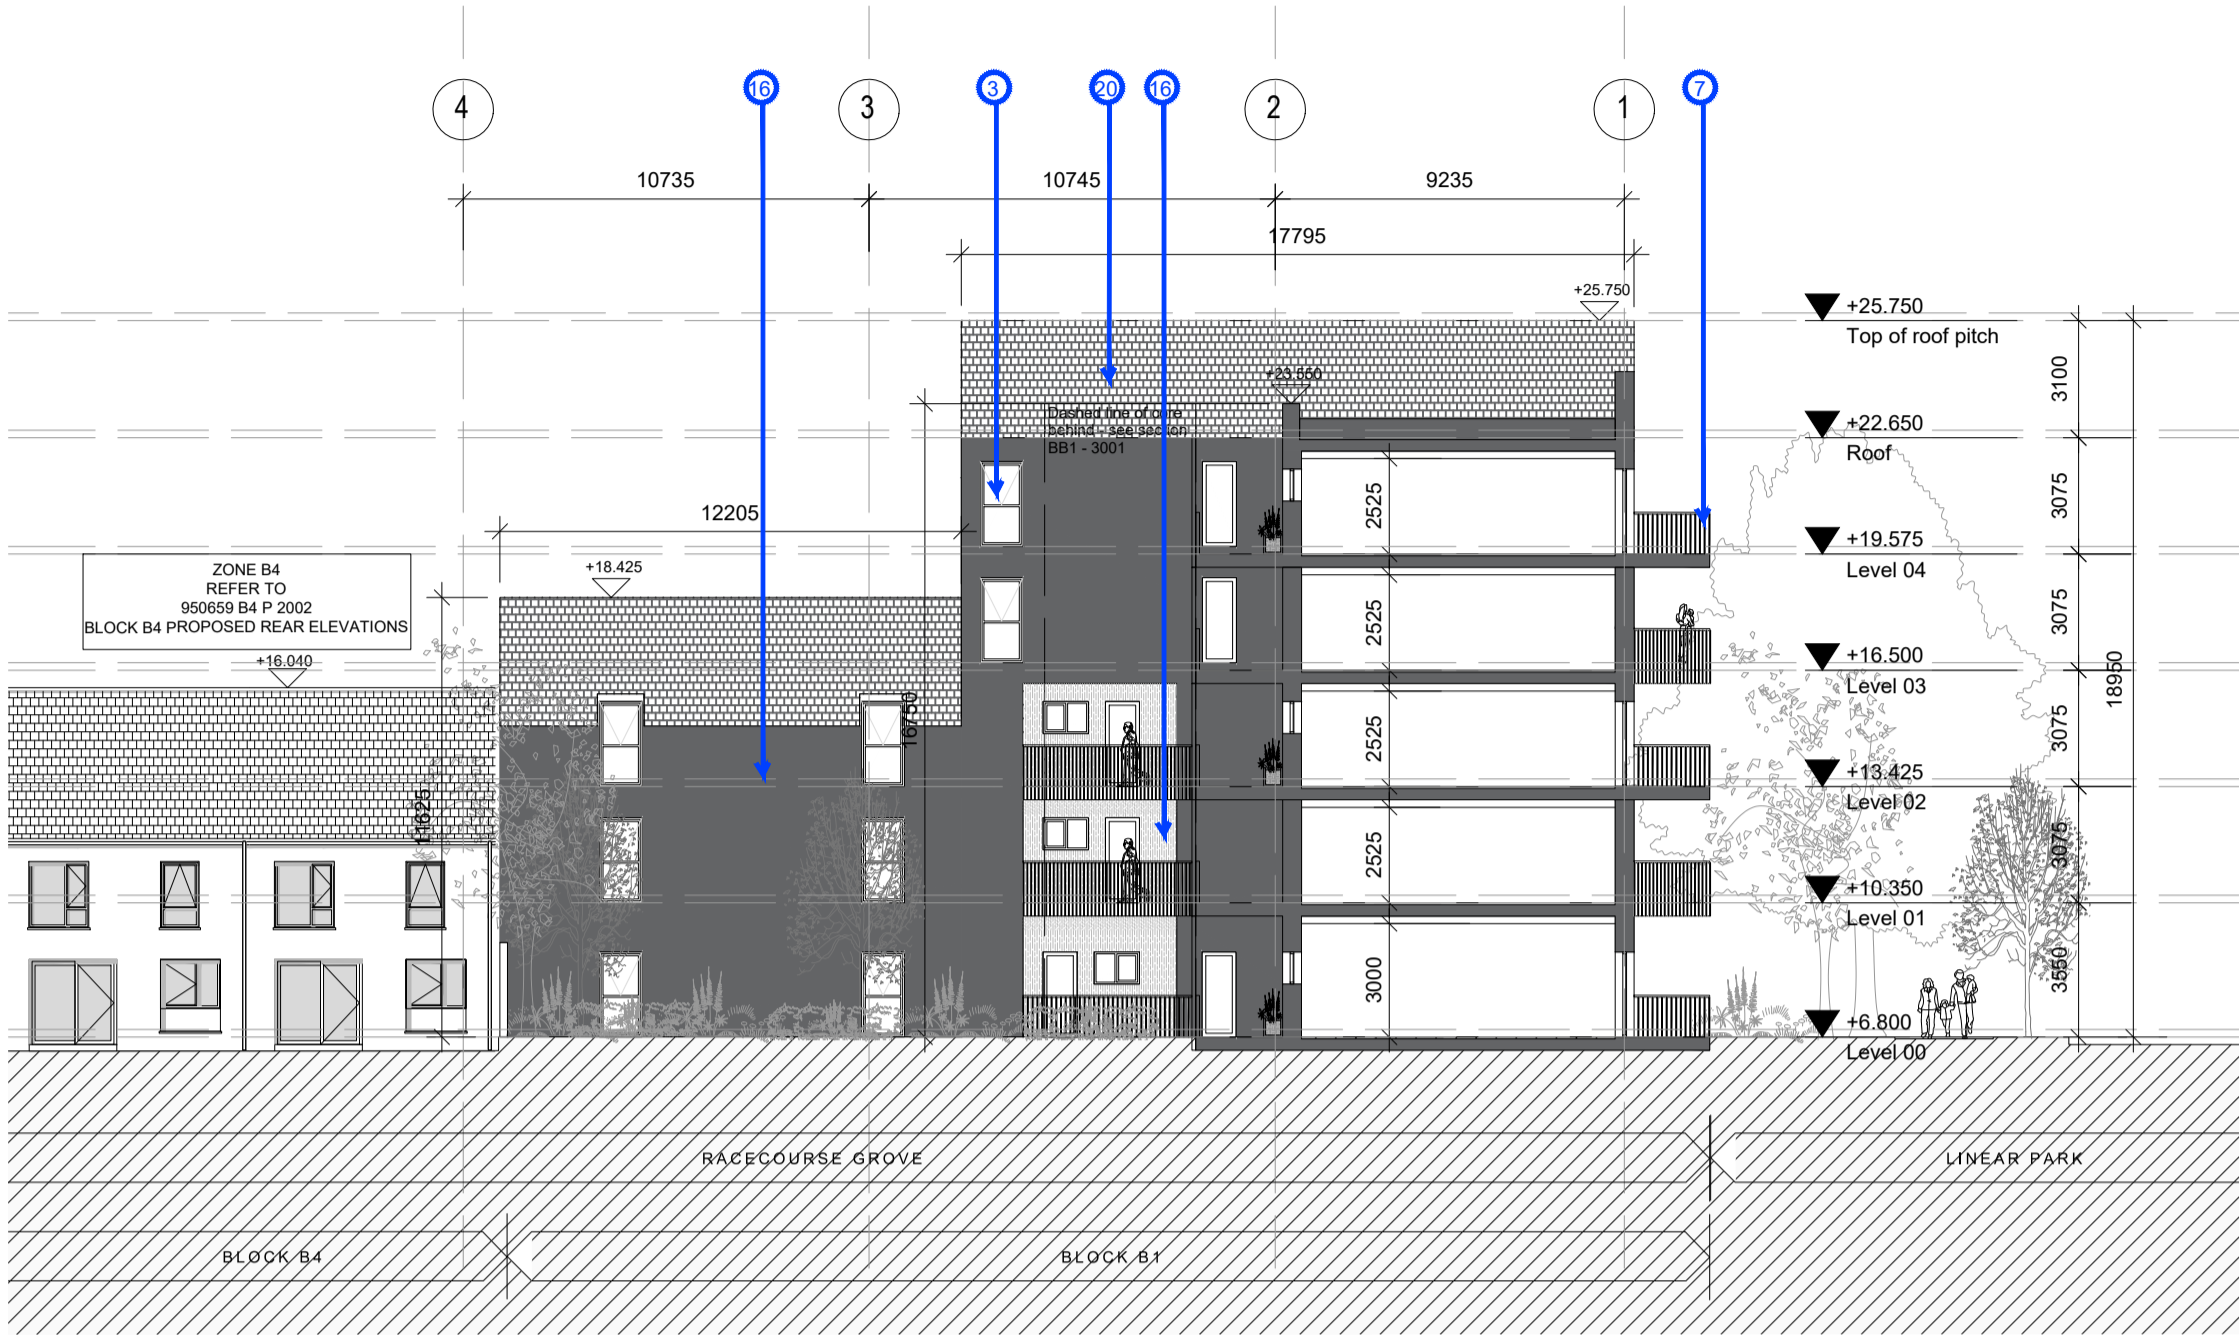 16
3
20
16
7
4
3
2
1
10735
10745
9235
17795
+25.750
+25.750
Top of roof pitch
3100
+23.550
Dashed line of core
behind - see section
BB1 - 3001
+22.650
Roof
12205
2525
3075
+19.575
Level 04
ZONE B4
REFER TO
950659 B4 P 2002
BLOCK B4 PROPOSED REAR ELEVATIONS
+18.425
2525
3075
+16.040
+16.500
Level 03
18950
16750
2525
3075
+13.425
Level 02
11625
2525
3075
+10.350
Level 01
3000
3550
+6.800
Level 00
RACECOURSE GROVE
LINEAR PARK
BLOCK B4
BLOCK B1